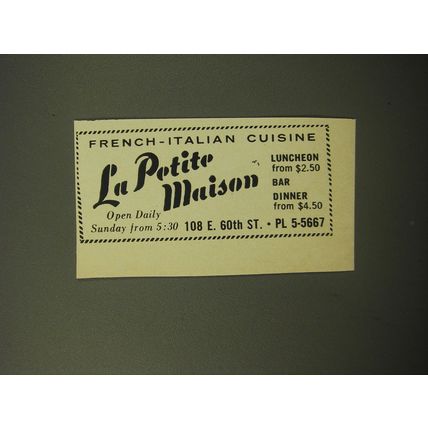 FRENCH-ITALIAN CUISINE
La Petite
Maison
LUNCHEON
from $2.50
BAR
DINNER
from $4.50
Open Daily
Sunday from 5:30
108 E. 60th ST. • PL 5-5667